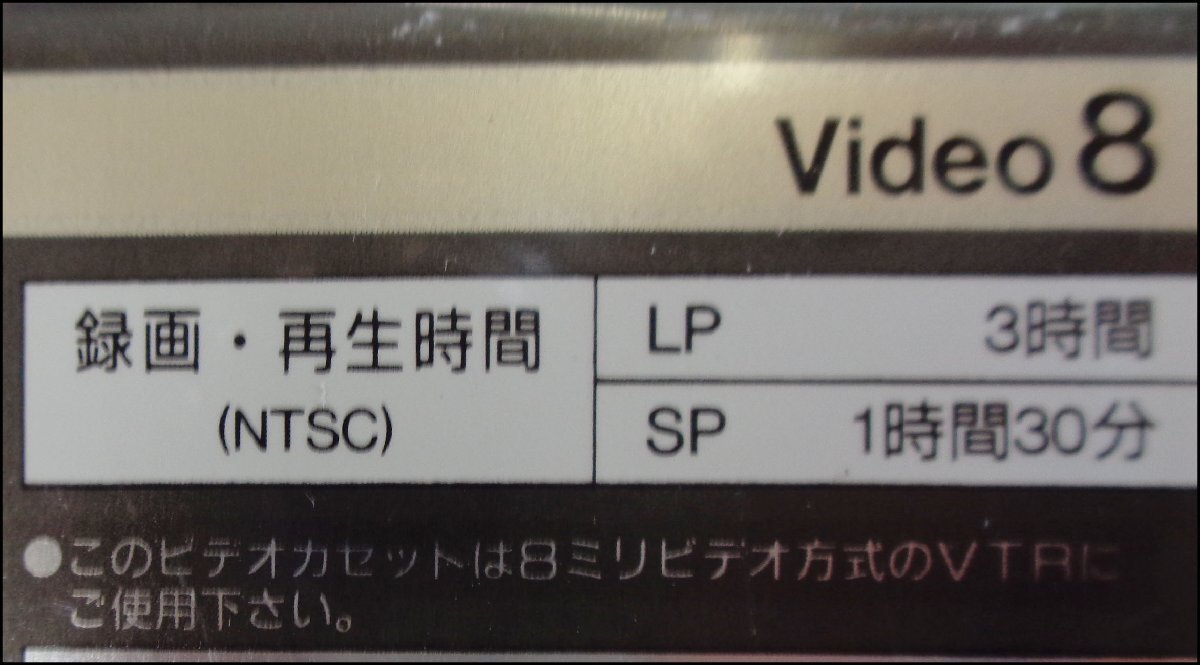 Video 8
録画・再生時間
(NTSC)
LP 3時間
SP 1時間30分
●このビデオカセットは8ミリビデオ方式のVTRに
ご使用下さい。